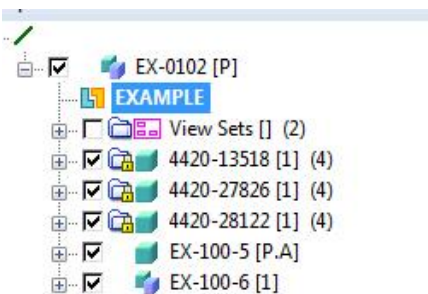 EX-0102 [P]
EXAMPLE
View Sets [] (2)
4420-13518 [1] (4)
4420-27826 [1] (4)
4420-28122 [1] (4)
EX-100-5 [P.A]
EX-100-6 [1]